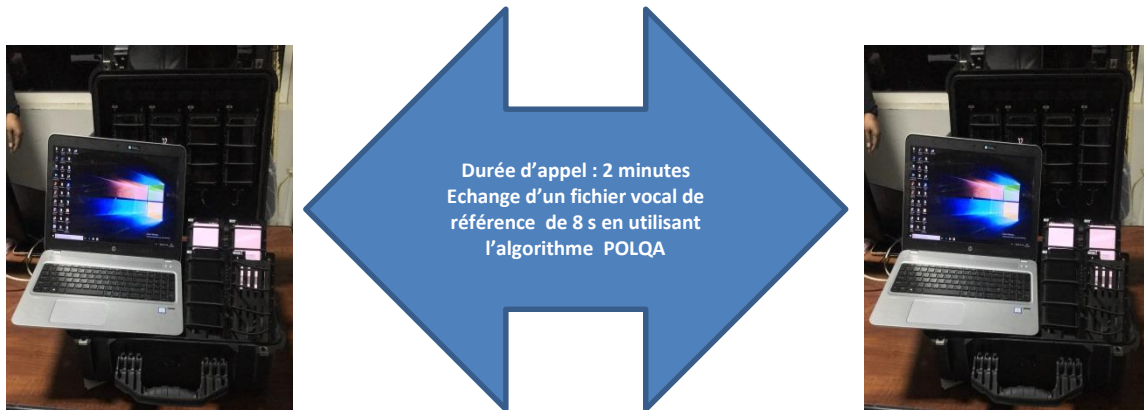 Durée d’appel : 2 minutes
Echange d’un fichier vocal de
référence  de 8 s en utilisant
l’algorithme  POLQA